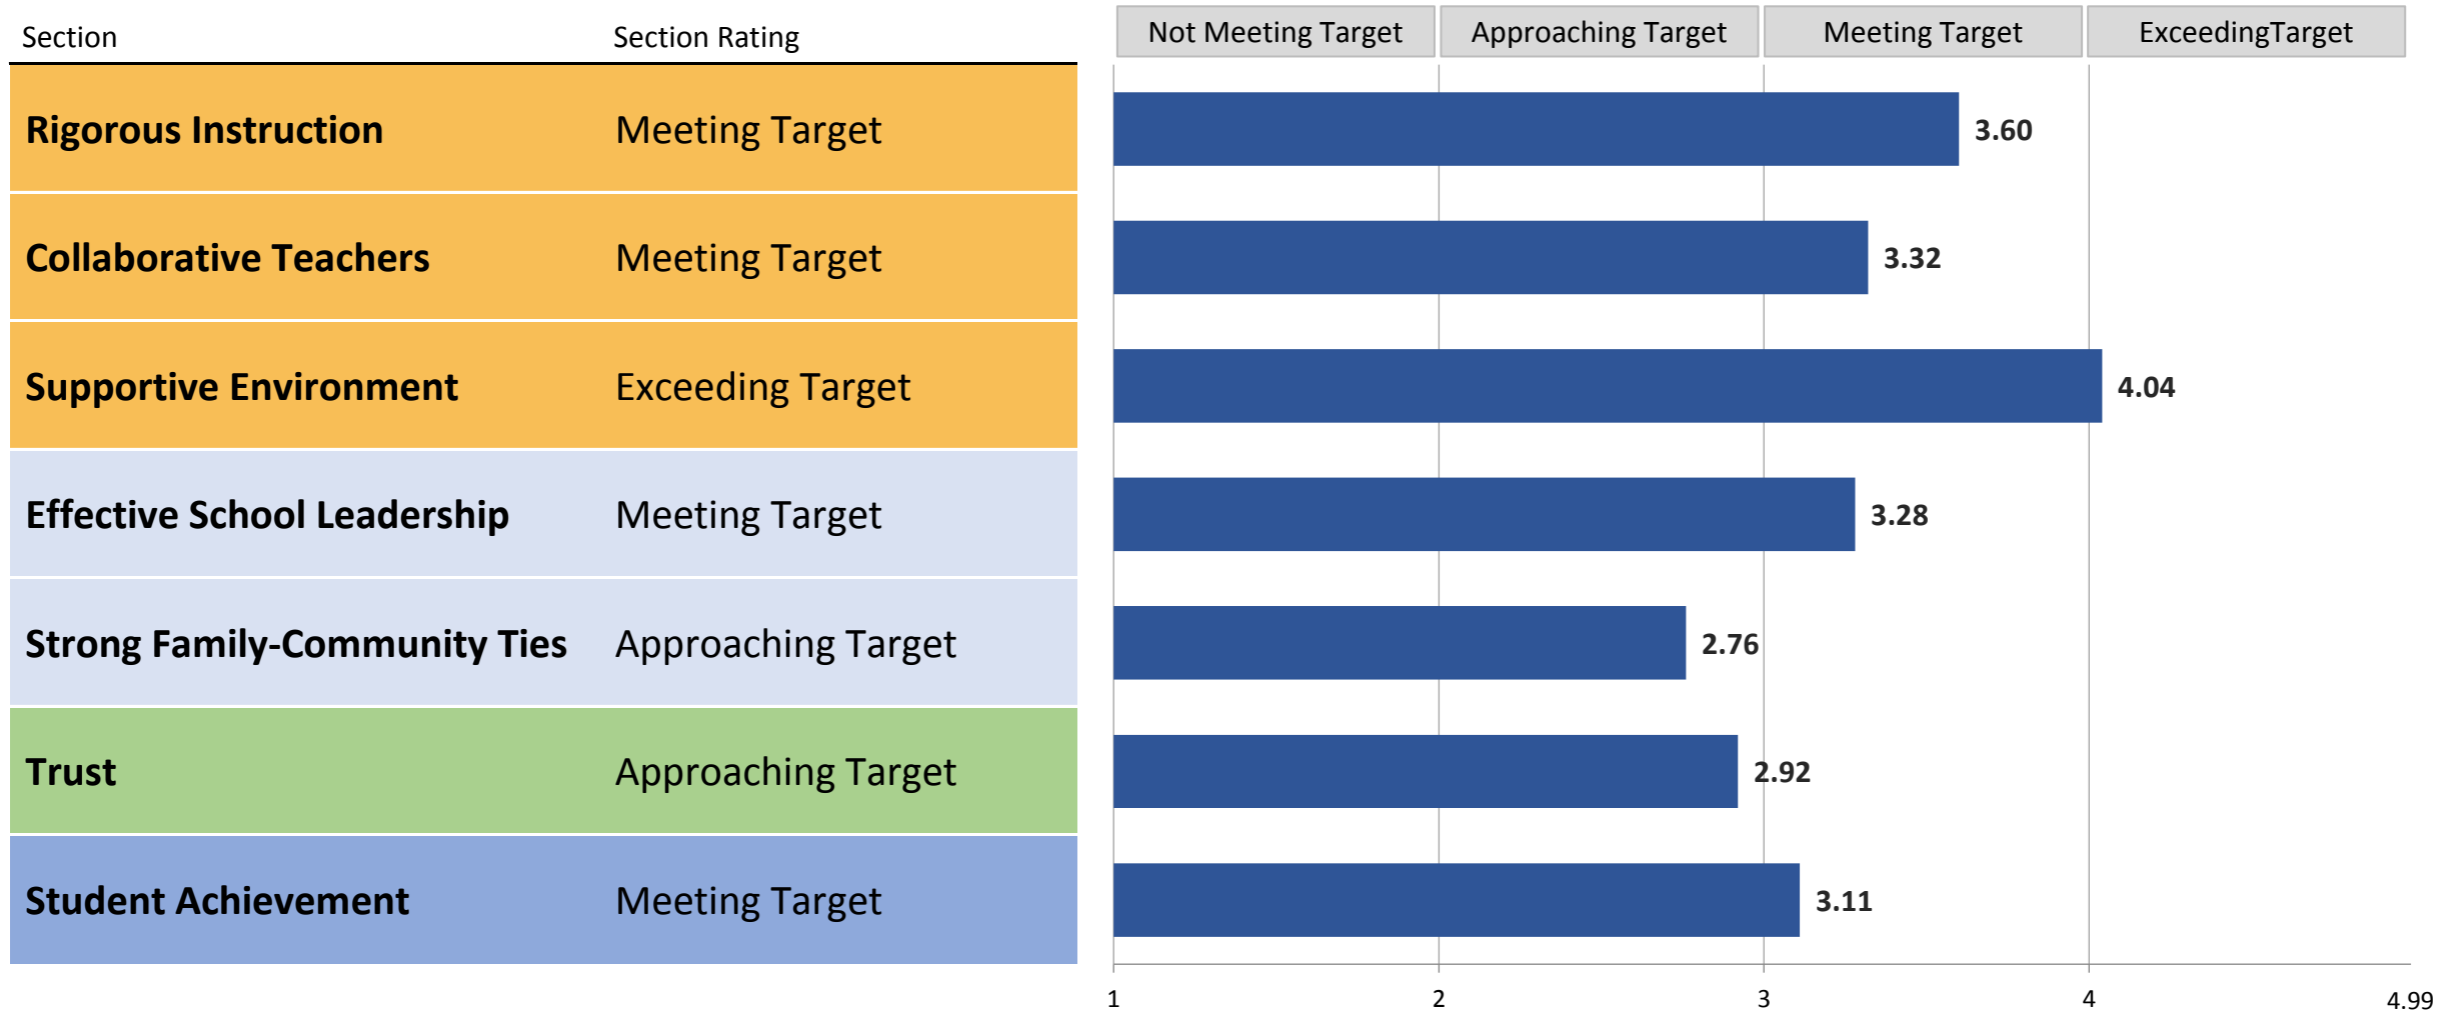 Section Section Rating Not Meeting Target Approaching Target Meeting Target ExceedingTarget
Rigorous Instruction Meeting Target 3.60
Collaborative Teachers Meeting Target 3.32
Supportive Environment Exceeding Target 4.04
Effective School Leadership Meeting Target 3.28
Strong Family-Community Ties Approaching Target 2.76
Trust Approaching Target 2.92
Student Achievement Meeting Target 3.11
1 2 3 4 4.99